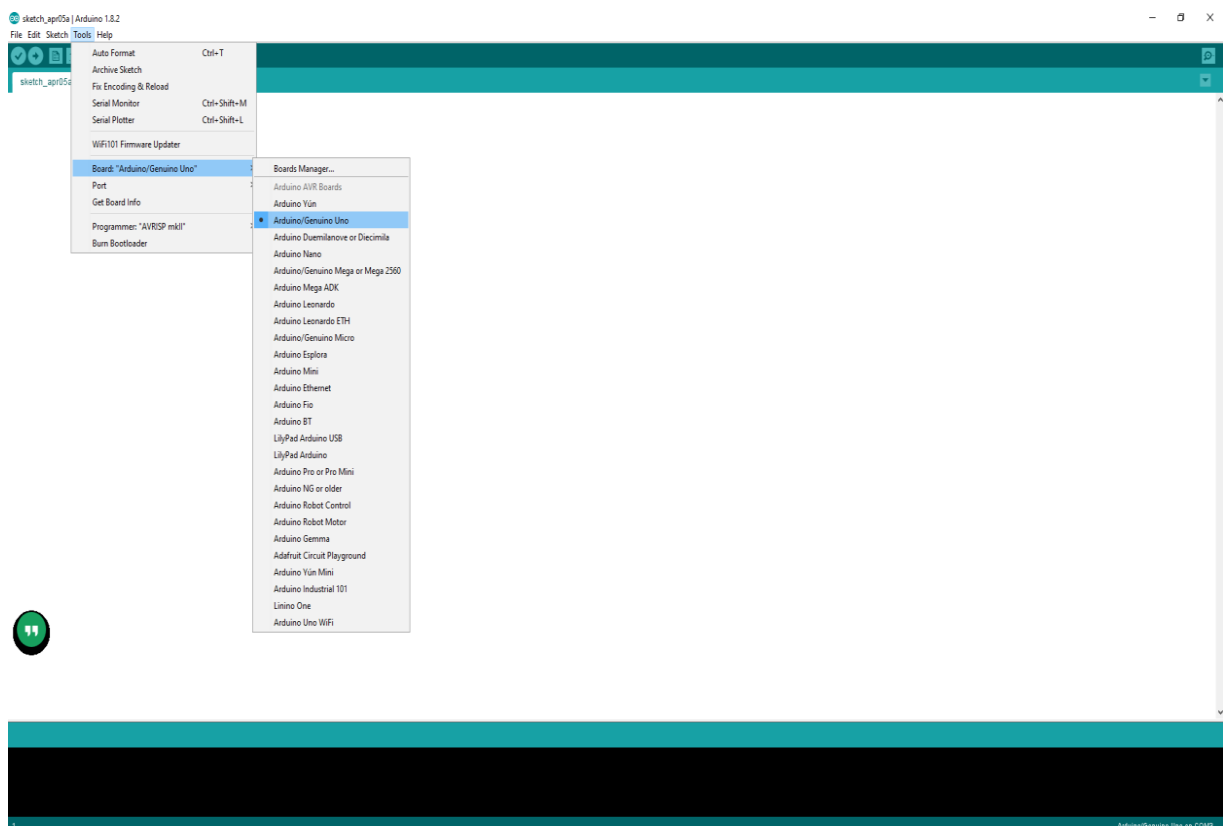 sketch_apr05a | Arduino 1.8.2
File Edit Sketch Tools Help
sketch_apr05a
Auto Format Ctrl+T
Archive Sketch
Fix Encoding & Reload
Serial Monitor Ctrl+Shift+M
Serial Plotter Ctrl+Shift+L
WiFi101 Firmware Updater
Board: "Arduino/Genuino Uno"
Port
Get Board Info
Programmer: "AVRISP mkII"
Burn Bootloader
Boards Manager...
Arduino AVR Boards
Arduino Yún
Arduino/Genuino Uno
Arduino Duemilanove or Diecimila
Arduino Nano
Arduino/Genuino Mega or Mega 2560
Arduino Mega ADK
Arduino Leonardo
Arduino Leonardo ETH
Arduino/Genuino Micro
Arduino Esplora
Arduino Mini
Arduino Ethernet
Arduino Fio
Arduino BT
LilyPad Arduino USB
LilyPad Arduino
Arduino Pro or Pro Mini
Arduino NG or older
Arduino Robot Control
Arduino Robot Motor
Arduino Gemma
Adafruit Circuit Playground
Arduino Yún Mini
Arduino Industrial 101
Linino One
Arduino Uno WiFi
Arduino/Genuino Uno on